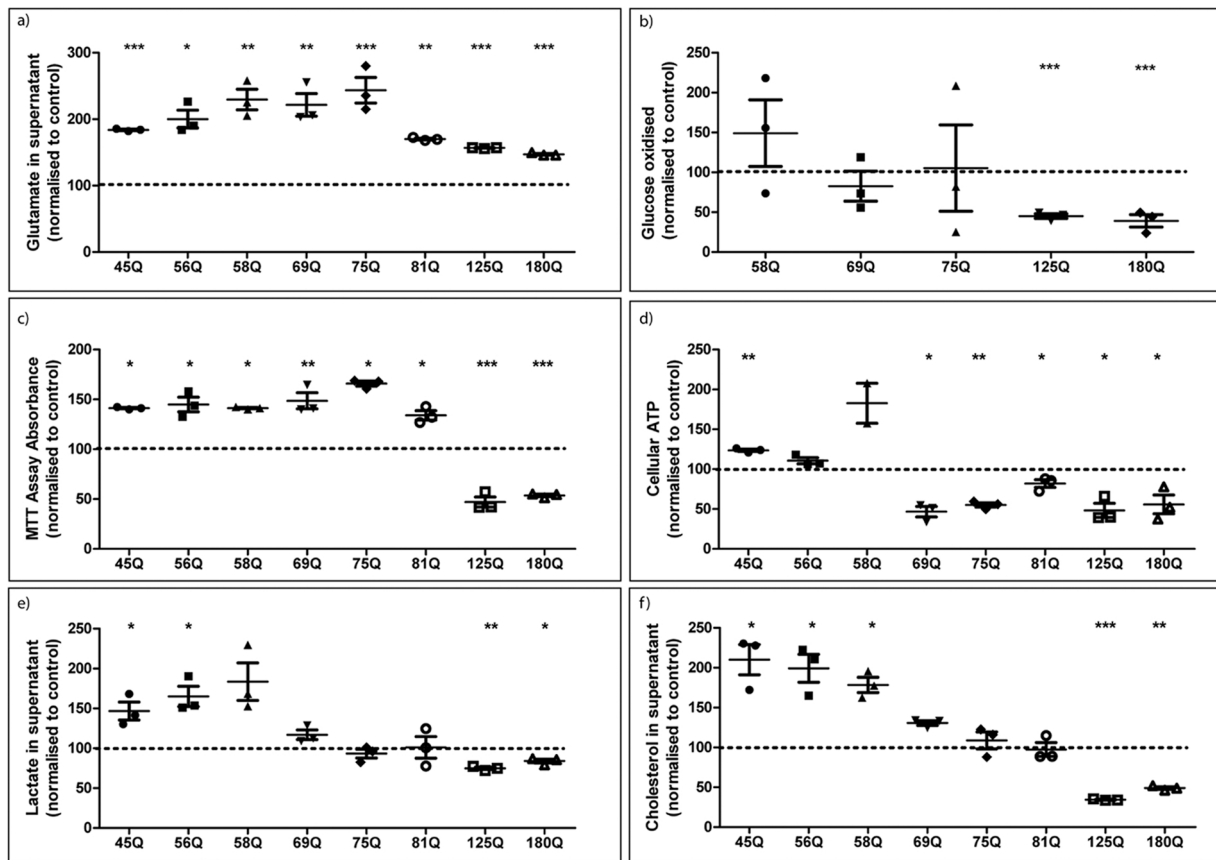 a)
*** * ** ** *** ** *** ***
Glutamate in supernatant
(normalised to control)
300
200
100
0
45Q 56Q 58Q 69Q 75Q 81Q 125Q 180Q
b)
*** ***
Glucose oxidised
(normalised to control)
250
200
150
100
50
0
58Q 69Q 75Q 125Q 180Q
c)
* * * ** * * *** ***
MTT Assay Absorbance
(normalised to control)
200
150
100
50
0
45Q 56Q 58Q 69Q 75Q 81Q 125Q 180Q
d)
** * ** * * *
Cellular ATP
(normalised to control)
250
200
150
100
50
0
45Q 56Q 58Q 69Q 75Q 81Q 125Q 180Q
e)
* * ** *
Lactate in supernatant
(normalised to control)
250
200
150
100
50
0
45Q 56Q 58Q 69Q 75Q 81Q 125Q 180Q
f)
* * * *** **
Cholesterol in supernatant
(normalised to control)
250
200
150
100
50
0
45Q 56Q 58Q 69Q 75Q 81Q 125Q 180Q